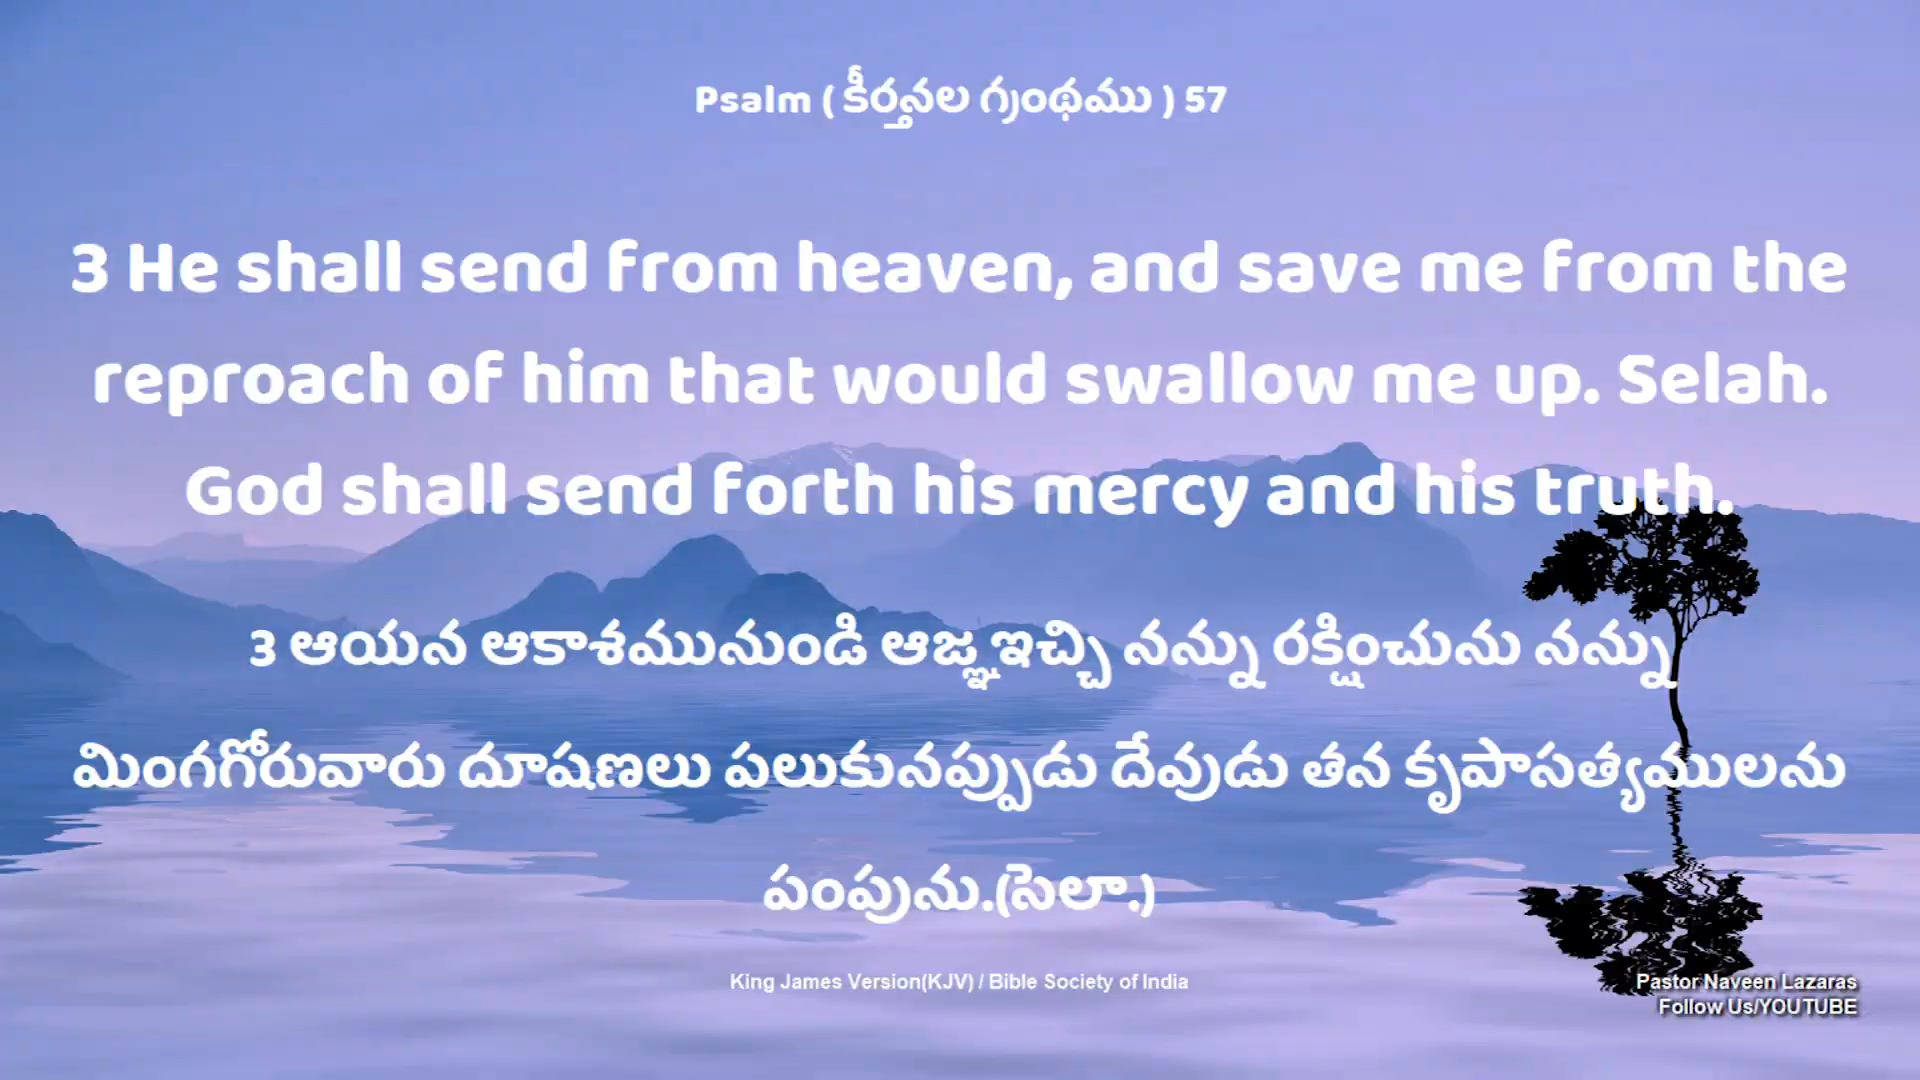 Psalm ( కీర్తనల గ్రంథము ) 57
3 He shall send from heaven, and save me from the
reproach of him that would swallow me up. Selah.
God shall send forth his mercy and his truth.
3 ఆయన ఆకాశమునుండి ఆజ్ఞఇచ్చి నన్ను రక్షించును నన్ను
మింగగోరువారు దూషణలు పలుకునప్పుడు దేవుడు తన కృపాసత్యములను
పంపును.(సెలా.)
King James Version(KJV) / Bible Society of India
Pastor Naveen Lazaras
Follow Us/YOUTUBE